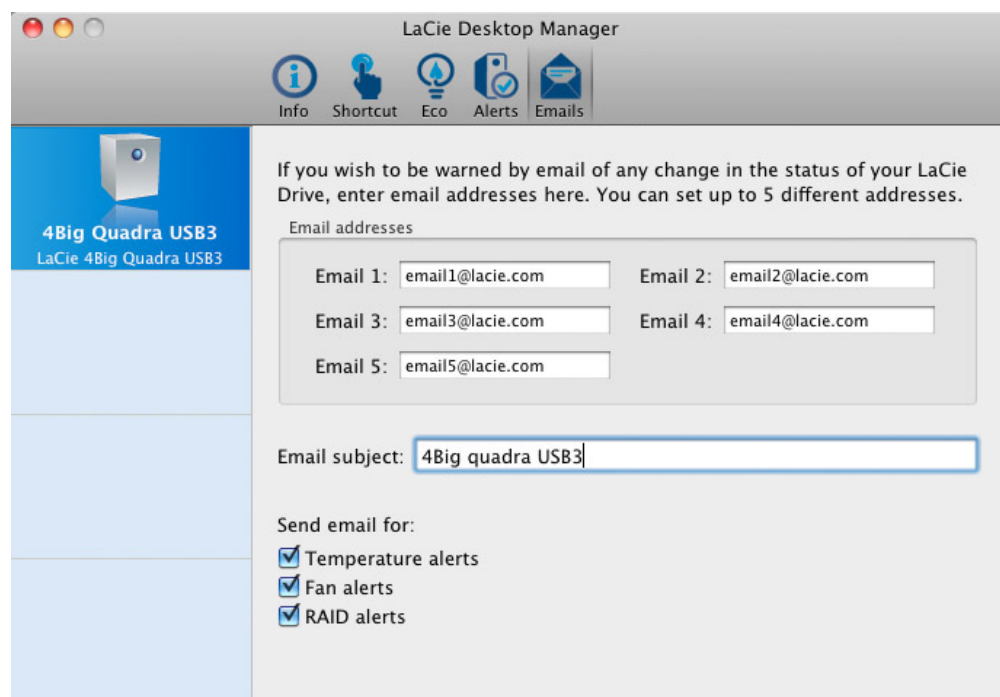 LaCie Desktop Manager
Info Shortcut Eco Alerts Emails
4Big Quadra USB3
LaCie 4Big Quadra USB3
If you wish to be warned by email of any change in the status of your LaCie
Drive, enter email addresses here. You can set up to 5 different addresses.
Email addresses
Email 1: email1@lacie.com Email 2: email2@lacie.com
Email 3: email3@lacie.com Email 4: email4@lacie.com
Email 5: email5@lacie.com
Email subject: 4Big quadra USB3
Send email for:
Temperature alerts
Fan alerts
RAID alerts